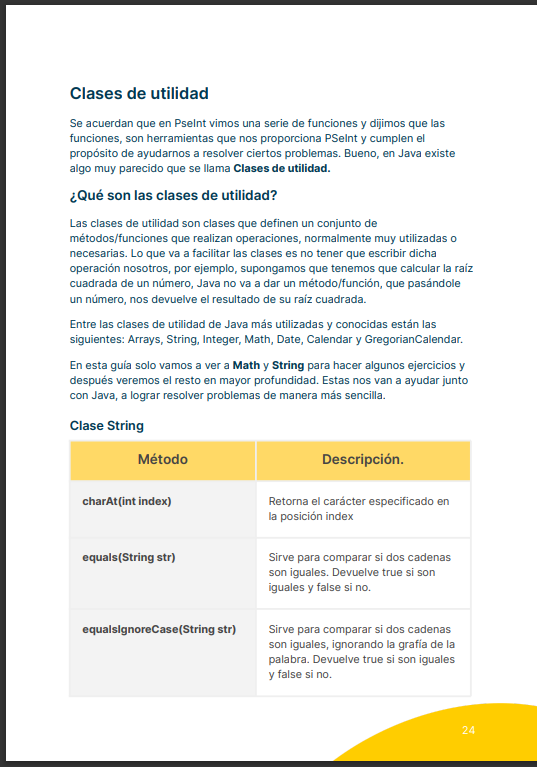 Clases de utilidad
Se acuerdan que en PseInt vimos una serie de funciones y dijimos que las
funciones, son herramientas que nos proporciona PSeInt y cumplen el
propósito de ayudarnos a resolver ciertos problemas. Bueno, en Java existe
algo muy parecido que se llama Clases de utilidad.
¿Qué son las clases de utilidad?
Las clases de utilidad son clases que definen un conjunto de
métodos/funciones que realizan operaciones, normalmente muy utilizadas o
necesarias. Lo que va a facilitar las clases es no tener que escribir dicha
operación nosotros, por ejemplo, supongamos que tenemos que calcular la raíz
cuadrada de un número, Java no va a dar un método/función, que pasándole
un número, nos devuelve el resultado de su raíz cuadrada.
Entre las clases de utilidad de Java más utilizadas y conocidas están las
siguientes: Arrays, String, Integer, Math, Date, Calendar y GregorianCalendar.
En esta guía solo vamos a ver a Math y String para hacer algunos ejercicios y
después veremos el resto en mayor profundidad. Estas nos van a ayudar junto
con Java, a lograr resolver problemas de manera más sencilla.
Clase String
Método Descripción.
charAt(int index) Retorna el carácter especificado en
la posición index
equals(String str) Sirve para comparar si dos cadenas
son iguales. Devuelve true si son
iguales y false si no.
equalsIgnoreCase(String str) Sirve para comparar si dos cadenas
son iguales, ignorando la grafía de la
palabra. Devuelve true si son iguales
y false si no.
24